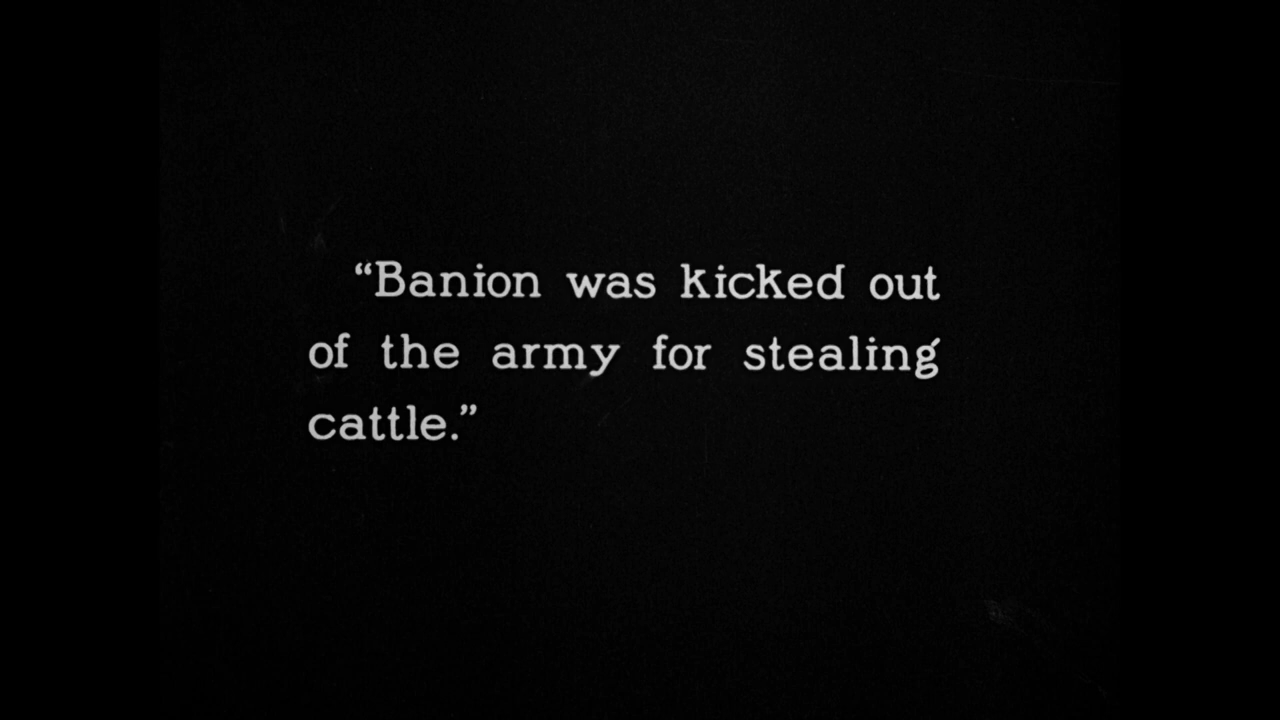 “Banion was kicked out
of the army for stealing
cattle.”